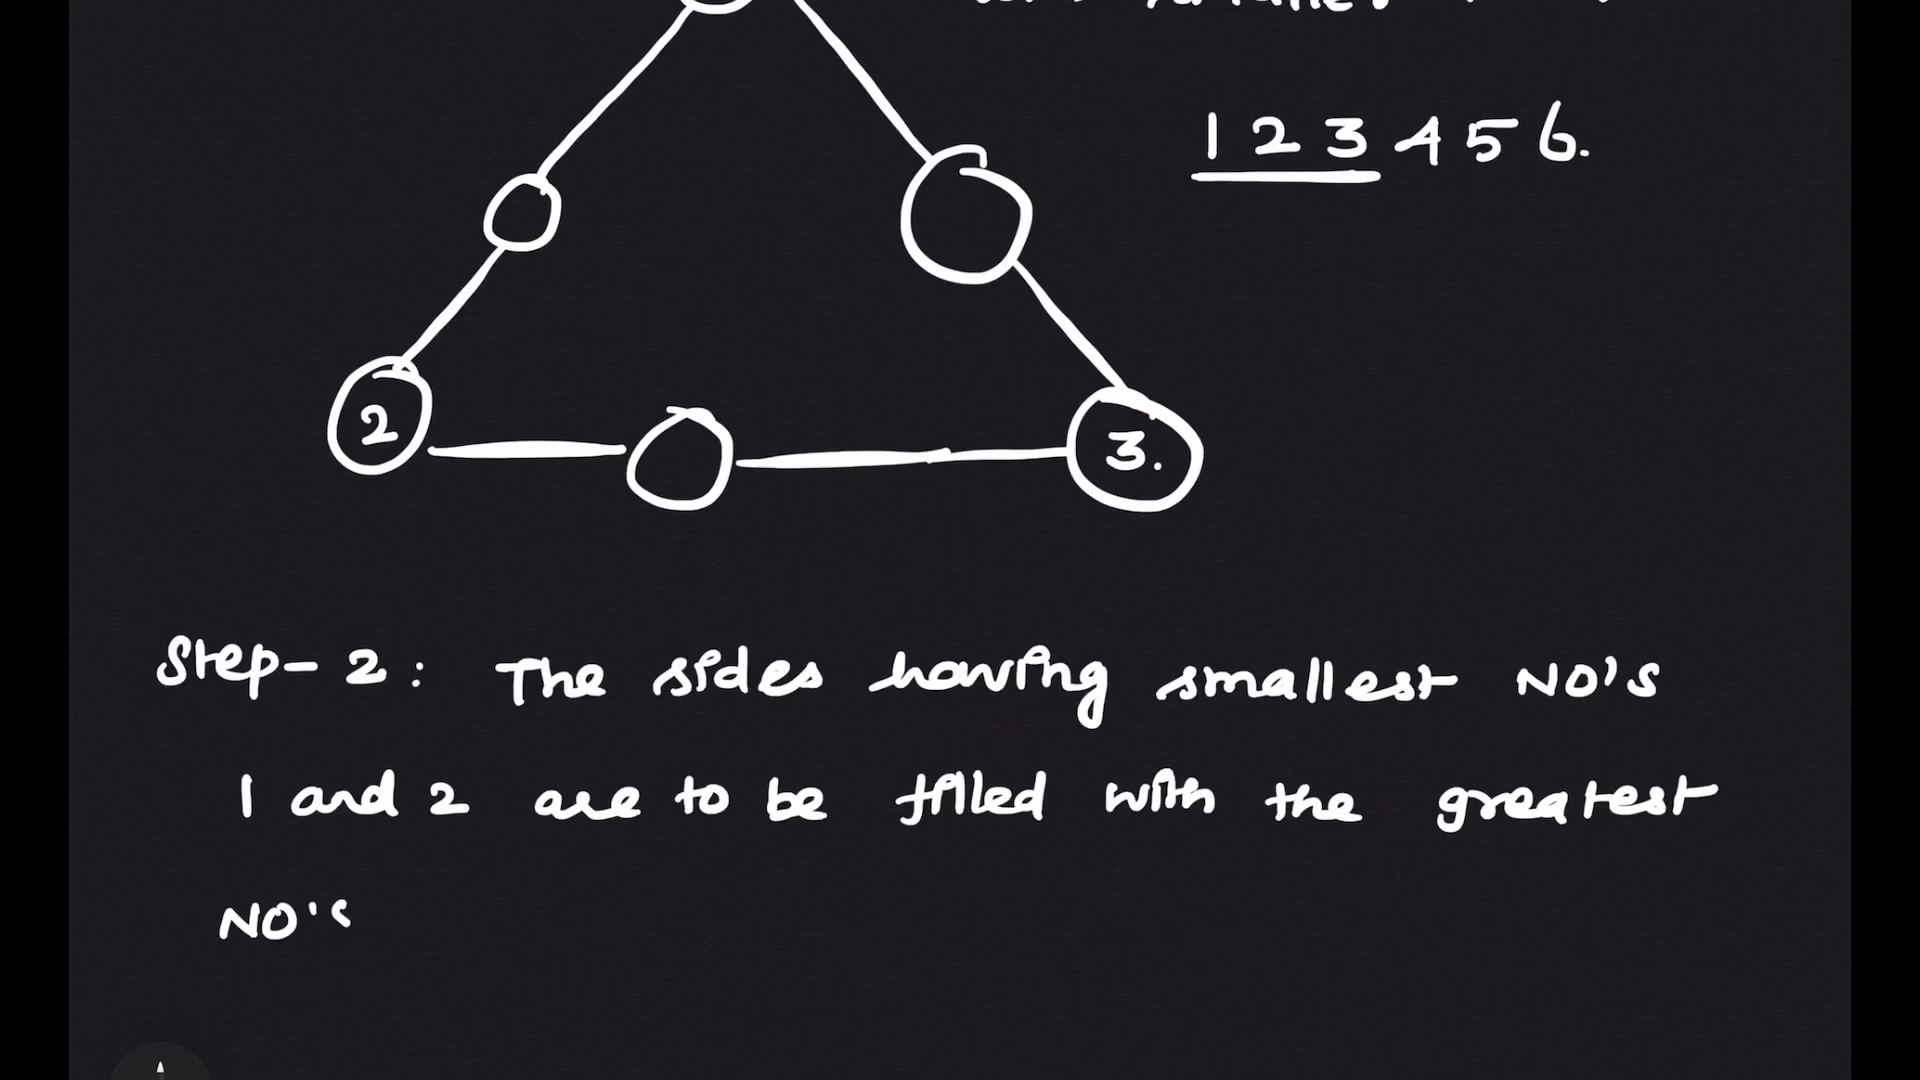 1 2 3 4 5 6.
2
3.
Step- 2: The sides having smallest NO's
1 and 2 are to be filled with the greatest
NO's